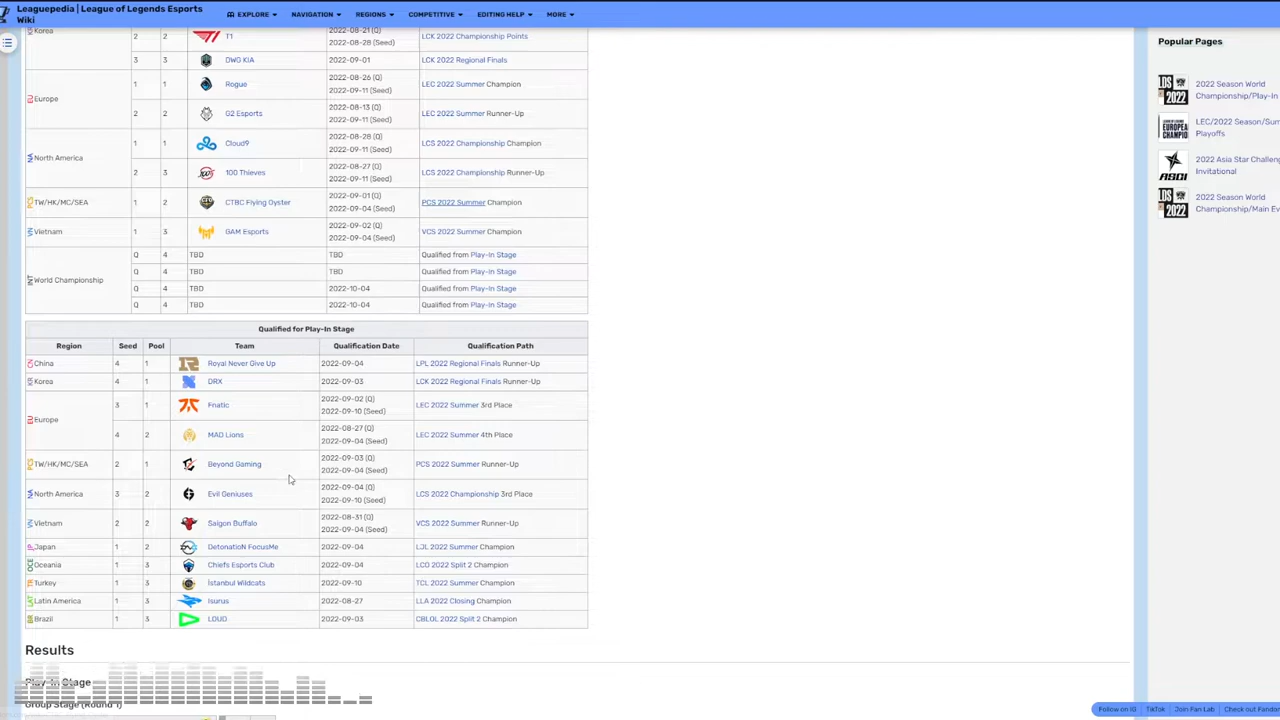 Leaguepedia | League of Legends Esports
Wiki
EXPLORE NAVIGATION REGIONS COMPETITIVE EDITING HELP MORE
Korea 2 2 T1 2022-08-21 (Q)
2022-08-28 (Seed) LCK 2022 Championship Points
3 3 DWG KIA 2022-09-01 LCK 2022 Regional Finals
Europe 1 1 Rogue 2022-08-26 (Q)
2022-09-11 (Seed) LEC 2022 Summer Champion
2 2 G2 Esports 2022-08-13 (Q)
2022-09-11 (Seed) LEC 2022 Summer Runner-Up
North America 1 1 Cloud9 2022-08-28 (Q)
2022-09-11 (Seed) LCS 2022 Championship Champion
2 3 100 Thieves 2022-08-27 (Q)
2022-09-11 (Seed) LCS 2022 Championship Runner-Up
TW/HK/MC/SEA 1 2 CTBC Flying Oyster 2022-09-01 (Q)
2022-09-04 (Seed) PCS 2022 Summer Champion
Vietnam 1 3 GAM Esports 2022-09-02 (Q)
2022-09-04 (Seed) VCS 2022 Summer Champion
World Championship Q 4 TBD TBD Qualified from Play-In Stage
Q 4 TBD TBD Qualified from Play-In Stage
Q 4 TBD 2022-10-04 Qualified from Play-In Stage
Q 4 TBD 2022-10-04 Qualified from Play-In Stage
Qualified for Play-In Stage
Region Seed Pool Team Qualification Date Qualification Path
China 4 1 Royal Never Give Up 2022-09-04 LPL 2022 Regional Finals Runner-Up
Korea 4 1 DRX 2022-09-03 LCK 2022 Regional Finals Runner-Up
Europe 3 1 Fnatic 2022-09-02 (Q)
2022-09-10 (Seed) LEC 2022 Summer 3rd Place
4 2 MAD Lions 2022-08-27 (Q)
2022-09-04 (Seed) LEC 2022 Summer 4th Place
TW/HK/MC/SEA 2 1 Beyond Gaming 2022-09-03 (Q)
2022-09-04 (Seed) PCS 2022 Summer Runner-Up
North America 3 2 Evil Geniuses 2022-09-04 (Q)
2022-09-10 (Seed) LCS 2022 Championship 3rd Place
Vietnam 2 2 Saigon Buffalo 2022-08-31 (Q)
2022-09-04 (Seed) VCS 2022 Summer Runner-Up
Japan 1 2 DetonatioN FocusMe 2022-09-04 LJL 2022 Summer Champion
Oceania 1 3 Chiefs Esports Club 2022-09-04 LCO 2022 Split 2 Champion
Turkey 1 3 İstanbul Wildcats 2022-09-10 TCL 2022 Summer Champion
Latin America 1 3 Isurus 2022-08-27 LLA 2022 Closing Champion
Brazil 1 3 LOUD 2022-09-03 CBLOL 2022 Split 2 Champion
Results
Play-In Stage
Group Stage (Round 1)
Popular Pages
2022 Season World
Championship/Play-In
LEC/2022 Season/Sum
Playoffs
2022 Asia Star Challen
Invitational
2022 Season World
Championship/Main Ev
Follow on IG TikTok Join Fan Lab Check out Fandom